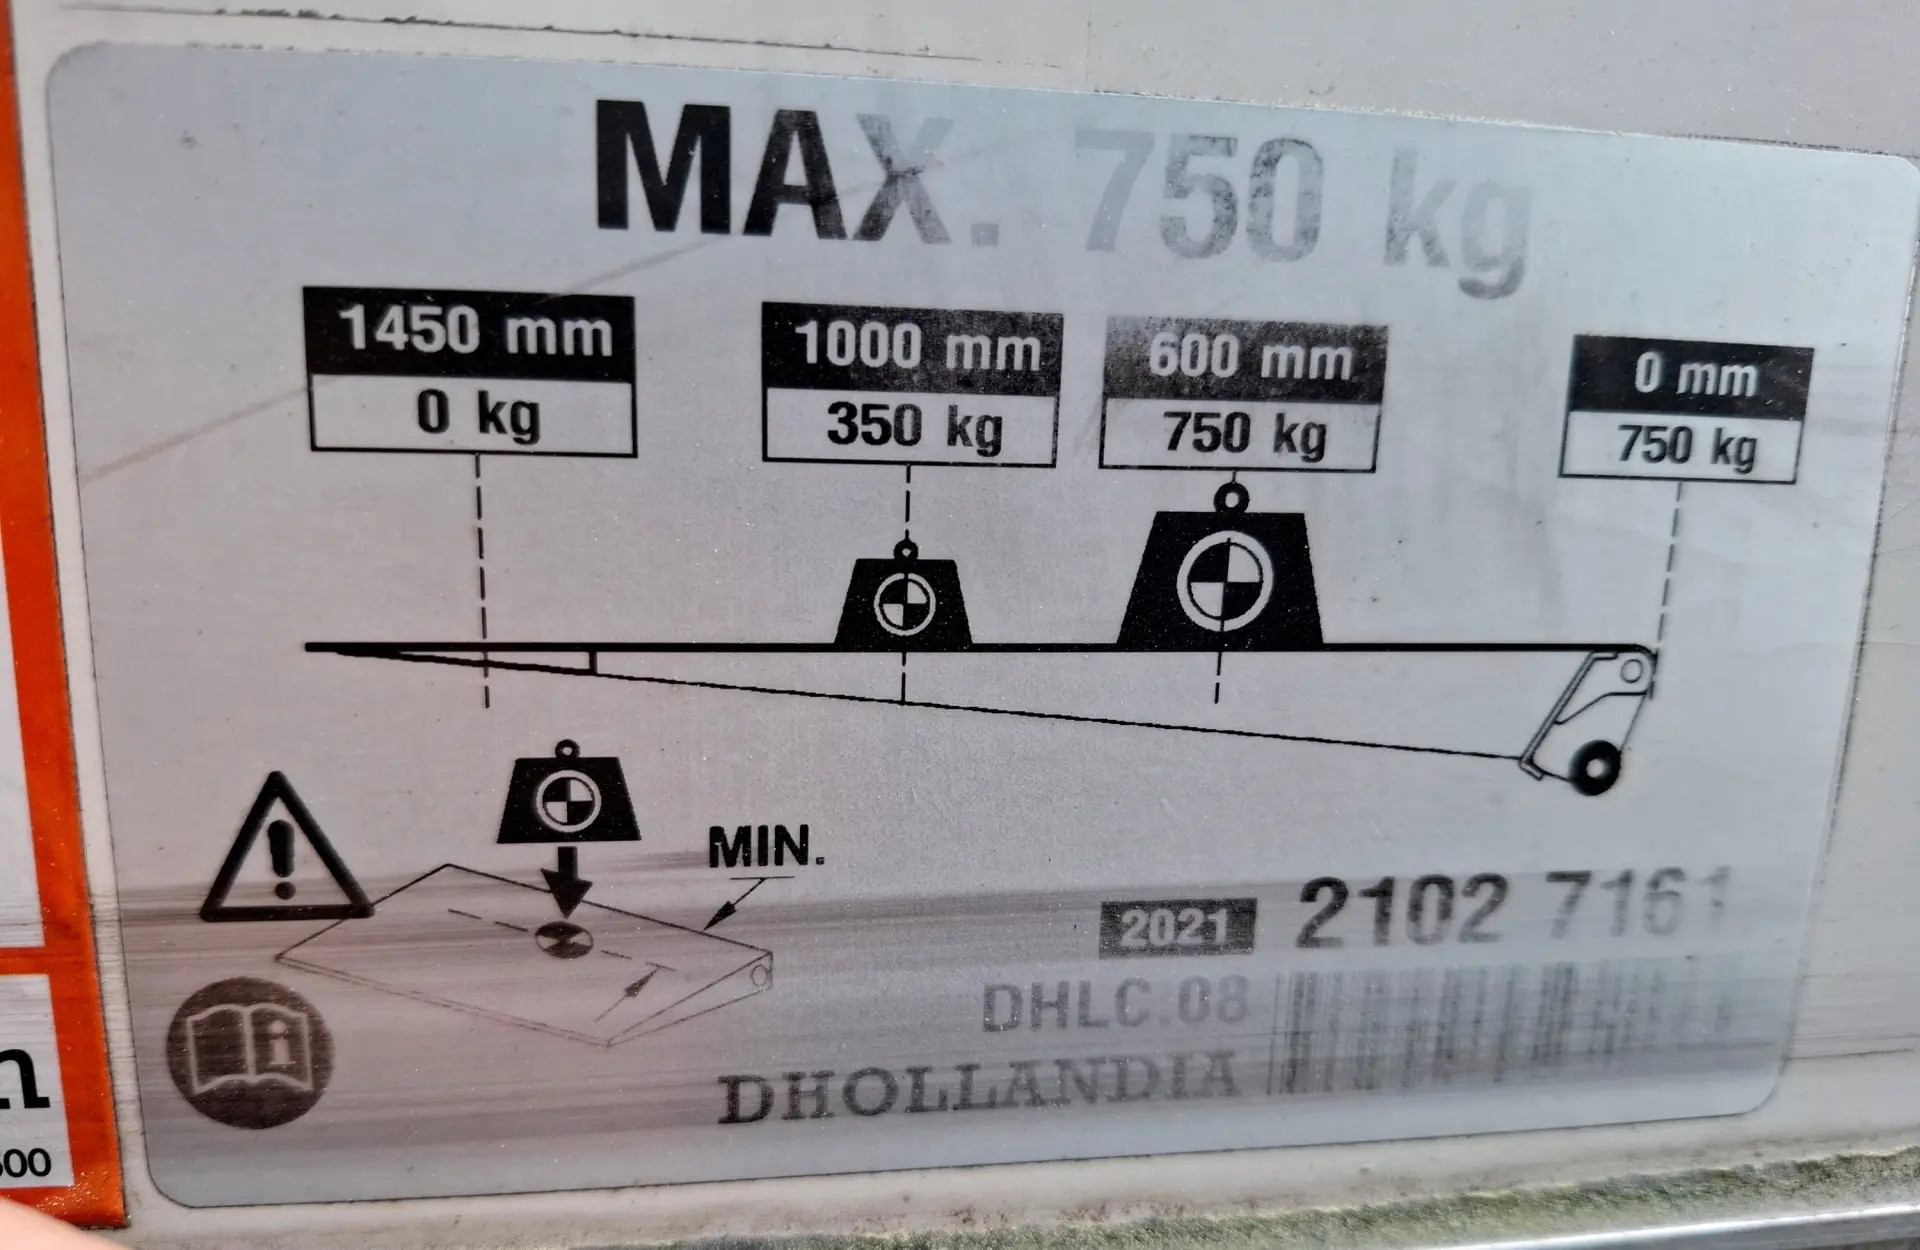 MAX. 750 kg
1450 mm
0 kg
1000 mm
350 kg
600 mm
750 kg
0 mm
750 kg
MIN.
2021 2102 7161
DHLC.08
DHOLLANDIA